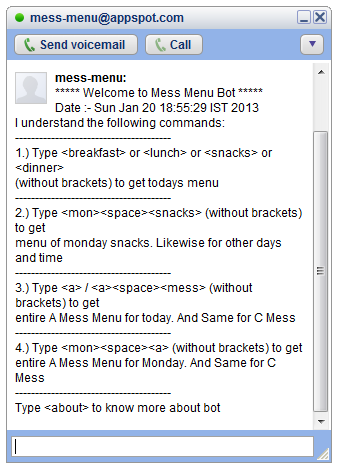 mess-menu@appspot.com
Send voicemail
Call
mess-menu:
***** Welcome to Mess Menu Bot *****
Date :- Sun Jan 20 18:55:29 IST 2013
I understand the following commands:
---------------------------------------
1.) Type <breakfast> or <lunch> or <snacks> or
<dinner>
(without brackets) to get todays menu
---------------------------------------
2.) Type <mon><space><snacks> (without brackets)
to get
menu of monday snacks. Likewise for other days
and time
---------------------------------------
3.) Type <a> / <a><space><mess> (without
brackets) to get
entire A Mess Menu for today. And Same for C Mess
---------------------------------------
4.) Type <mon><space><a> (without brackets) to get
entire A Mess Menu for Monday. And Same for C
Mess
---------------------------------------
Type <about> to know more about bot